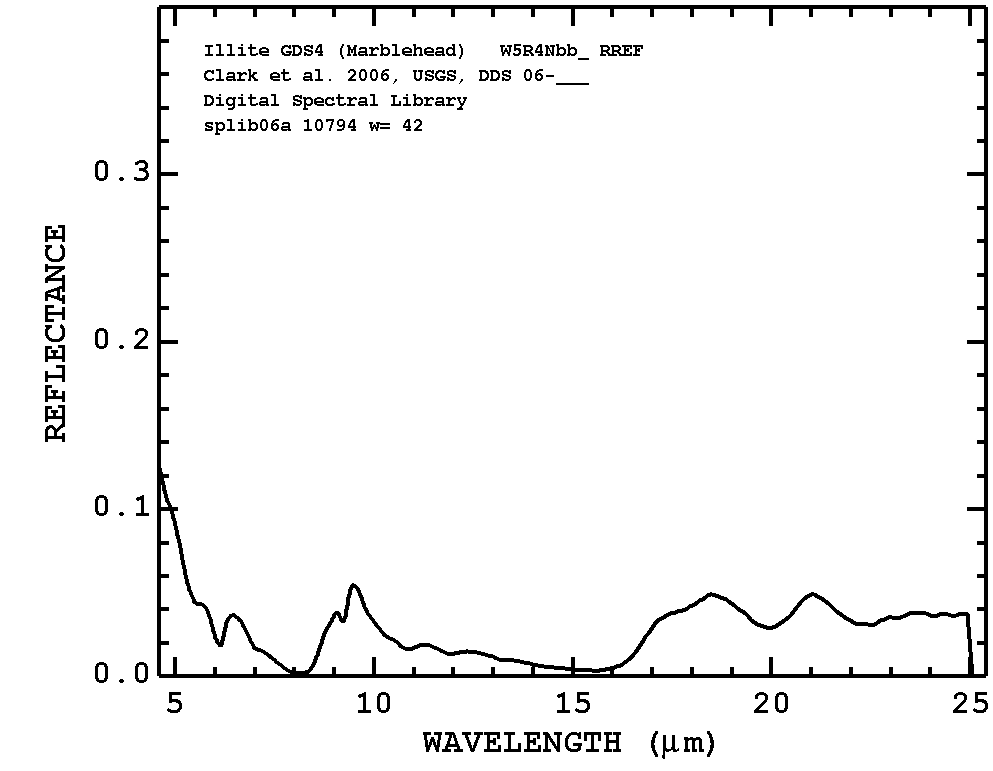 Illite GDS4 (Marblehead)   W5R4Nbb_ RREF
Clark et al. 2006, USGS, DDS 06-___
Digital Spectral Library
splib06a 10794 w= 42
REFLECTANCE
0.3
0.2
0.1
0.0
5 10 15 20 25
WAVELENGTH (μm)